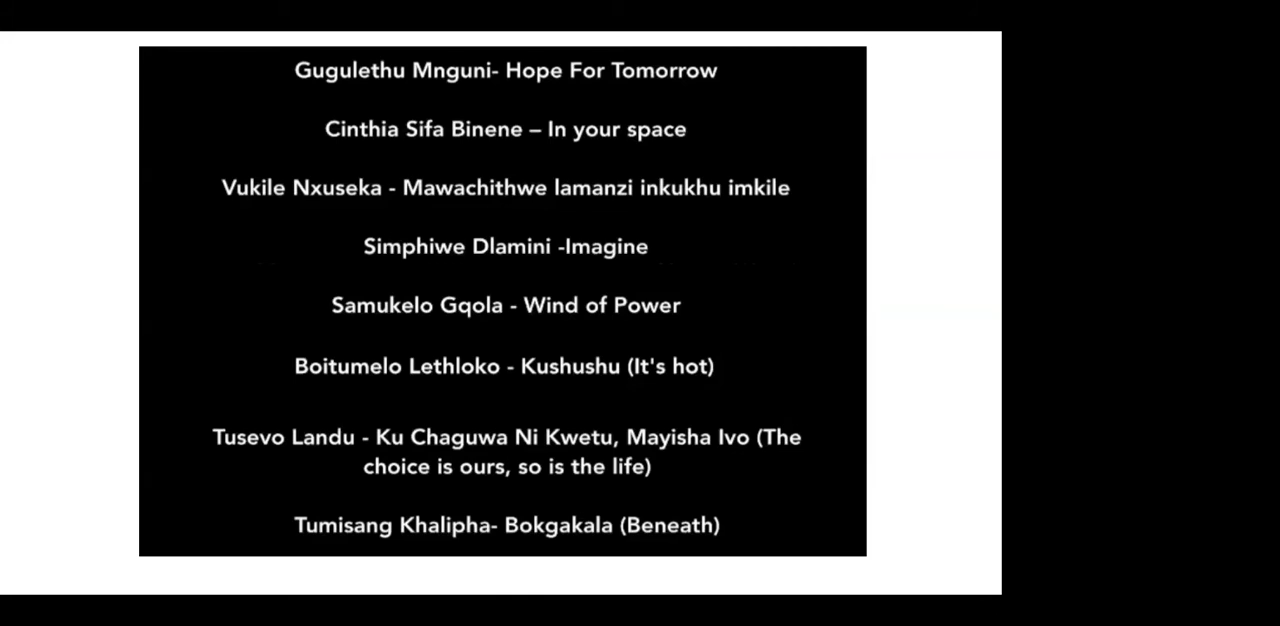 Gugulethu Mnguni- Hope For Tomorrow
Cinthia Sifa Binene – In your space
Vukile Nxuseka - Mawachithwe lamanzi inkukhu imkile
Simphiwe Dlamini -Imagine
Samukelo Gqola - Wind of Power
Boitumelo Lethloko - Kushushu (It's hot)
Tusevo Landu - Ku Chaguwa Ni Kwetu, Mayisha Ivo (The
choice is ours, so is the life)
Tumisang Khalipha- Bokgakala (Beneath)